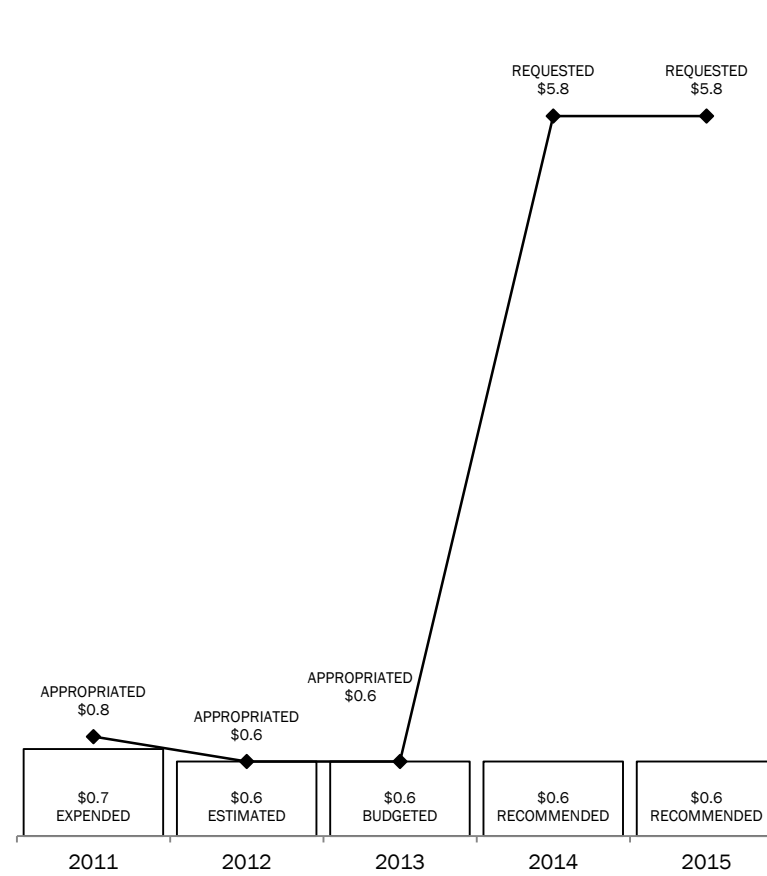 REQUESTED
$5.8
REQUESTED
$5.8
APPROPRIATED
$0.8
APPROPRIATED
$0.6
APPROPRIATED
$0.6
$0.7
EXPENDED
$0.6
ESTIMATED
$0.6
BUDGETED
$0.6
RECOMMENDED
$0.6
RECOMMENDED
2011
2012
2013
2014
2015